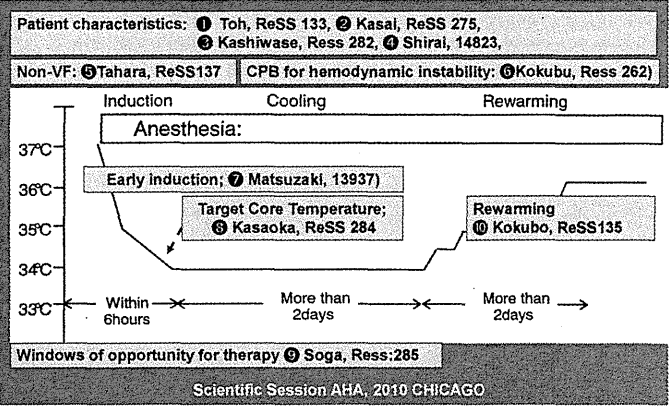 Patient characteristics: ❶ Toh, ReSS 133, ❷ Kasai, ReSS 275,
❸ Kashiwase, Ress 282, ❹ Shirai, 14823,
Non-VF: ❺Tahara, ReSS137
CPB for hemodynamic instability: ❻Kokubu, Ress 262)
Induction Cooling Rewarming
Anesthesia:
37℃
36℃
35℃
34℃
33℃
Early induction; ❼ Matsuzaki, 13937)
Target Core Temperature;
❽ Kasaoka, ReSS 284
Rewarming
❿ Kokubo, ReSS135
Within
6hours
More than
2days
More than
2days
Windows of opportunity for therapy ❾ Soga, Ress:285
Scientific Session AHA, 2010 CHICAGO